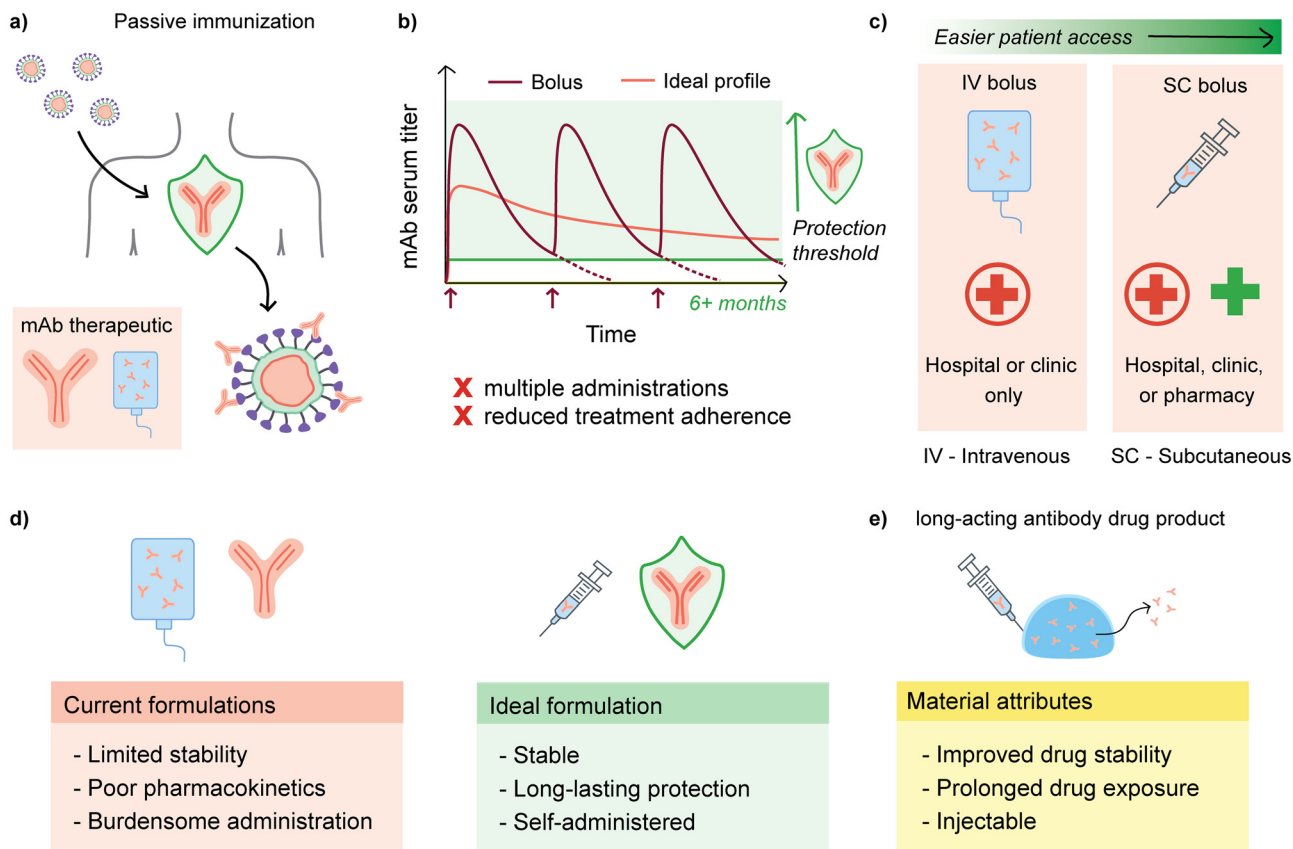 a)
Passive immunization
mAb therapeutic
b)
Bolus
Ideal profile
mAb serum titer
Protection
threshold
6+ months
Time
X multiple administrations
X reduced treatment adherence
c)
Easier patient access
IV bolus
Hospital or clinic
only
IV - Intravenous
SC bolus
Hospital, clinic,
or pharmacy
SC - Subcutaneous
d)
Current formulations
- Limited stability
- Poor pharmacokinetics
- Burdensome administration
Ideal formulation
- Stable
- Long-lasting protection
- Self-administered
e)
long-acting antibody drug product
Material attributes
- Improved drug stability
- Prolonged drug exposure
- Injectable